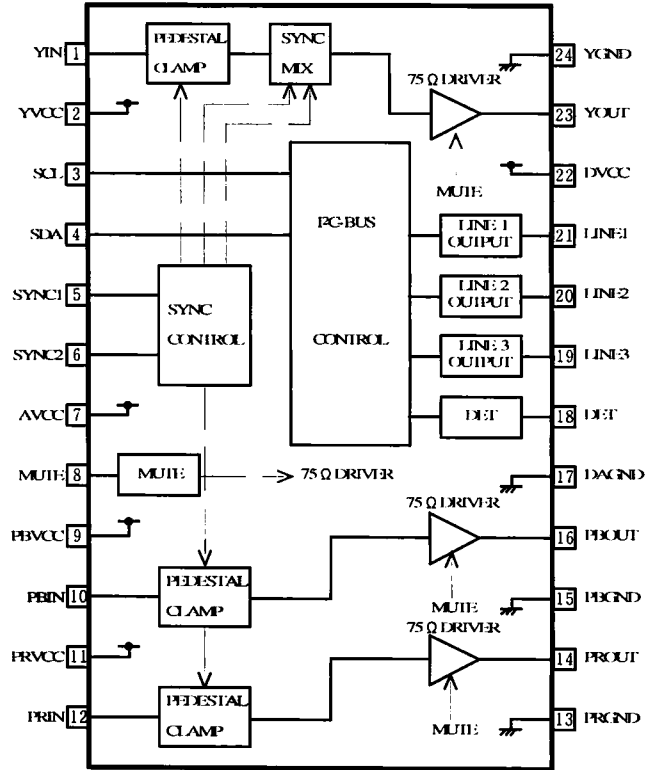 YIN 1
PEDESTAL
CLAMP
SYNC
MIX
24 YGND
75 Ω DRIVER
YVCC 2
23 YOUT
SCL 3
MUTE
22 DVCC
SDA 4
I²C-BUS
CONTROL
LINE 1
OUTPUT
21 LINE1
SYNC1 5
SYNC
CONTROL
LINE 2
OUTPUT
20 LINE2
SYNC2 6
LINE 3
OUTPUT
19 LINE3
AVCC 7
DET
18 DET
MUTE 8
MUTE
75 Ω DRIVER
17 DAGND
75 Ω DRIVER
PBVCC 9
16 PBOUT
PBIN 10
PEDESTAL
CLAMP
MUTE
15 PBGND
75 Ω DRIVER
PRVCC 11
14 PROUT
PRIN 12
PEDESTAL
CLAMP
MUTE
13 PRGND